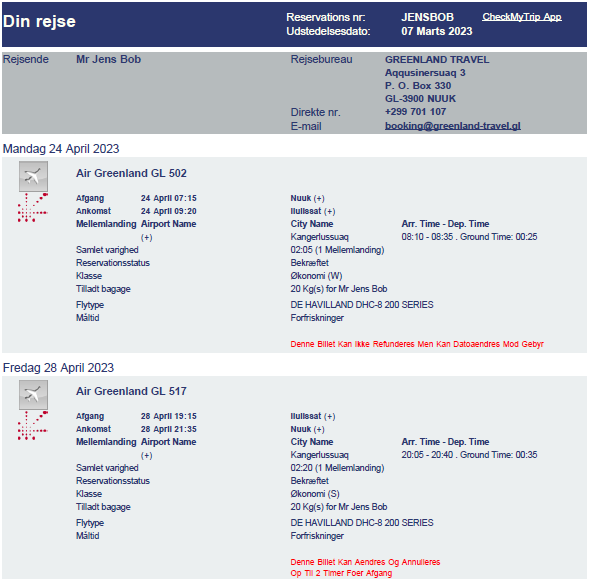 Din rejse Reservations nr: JENSBOB CheckMyTrip App
Udstedelsesdato: 07 Marts 2023
Rejsende Mr Jens Bob Rejsebureau GREENLAND TRAVEL
Aqqusinersuaq 3
P. O. Box 330
GL-3900 NUUK
Direkte nr. +299 701 107
E-mail booking@greenland-travel.gl
Mandag 24 April 2023
Air Greenland GL 502
Afgang 24 April 07:15 Nuuk (+)
Ankomst 24 April 09:20 Ilulissat (+)
Mellemlanding Airport Name City Name Arr. Time - Dep. Time
(+) Kangerlussuaq 08:10 - 08:35 . Ground Time: 00:25
Samlet varighed 02:05 (1 Mellemlanding)
Reservationsstatus Bekræftet
Klasse Økonomi (W)
Tilladt bagage 20 Kg(s) for Mr Jens Bob
Flytype DE HAVILLAND DHC-8 200 SERIES
Måltid Forfriskninger
Denne Billet Kan Ikke Refunderes Men Kan Datoaendres Mod Gebyr
Fredag 28 April 2023
Air Greenland GL 517
Afgang 28 April 19:15 Ilulissat (+)
Ankomst 28 April 21:35 Nuuk (+)
Mellemlanding Airport Name City Name Arr. Time - Dep. Time
(+) Kangerlussuaq 20:05 - 20:40 . Ground Time: 00:35
Samlet varighed 02:20 (1 Mellemlanding)
Reservationsstatus Bekræftet
Klasse Økonomi (S)
Tilladt bagage 20 Kg(s) for Mr Jens Bob
Flytype DE HAVILLAND DHC-8 200 SERIES
Måltid Forfriskninger
Denne Billet Kan Aendres Og Annulleres
Op Til 2 Timer Foer Afgang